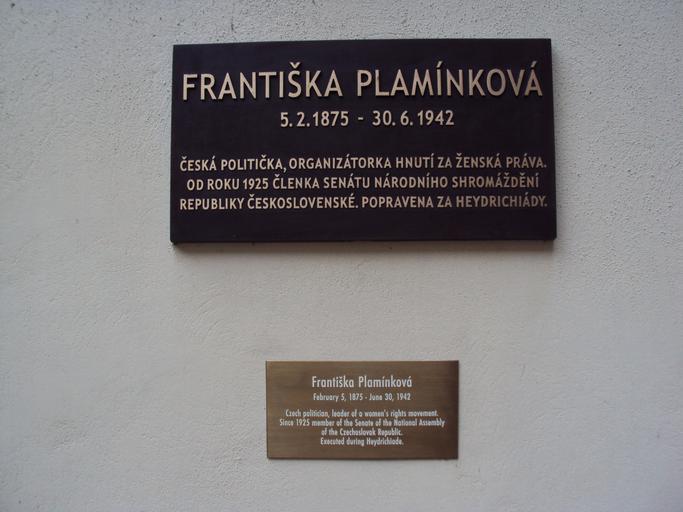 FRANTIŠKA PLAMÍNKOVÁ
5.2.1875 - 30.6.1942
ČESKÁ POLITIČKA, ORGANIZÁTORKA HNUTÍ ZA ŽENSKÁ PRÁVA.
OD ROKU 1925 ČLENKA SENÁTU NÁRODNÍHO SHROMÁŽDĚNÍ
REPUBLIKY ČESKOSLOVENSKÉ. POPRAVENA ZA HEYDRICHIÁDY.
Františka Plamínková
February 5, 1875 - June 30, 1942
Czech politician, leader of a women's rights movement.
Since 1925 member of the Senate of the National Assembly
of the Czechoslovak Republic.
Executed during Heydrichiade.